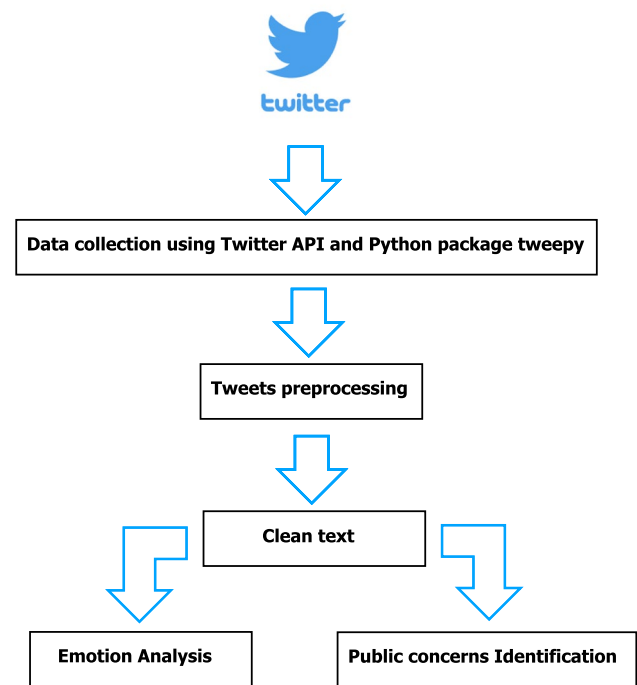 twitter
Data collection using Twitter API and Python package tweepy
Tweets preprocessing
Clean text
Emotion Analysis
Public concerns Identification